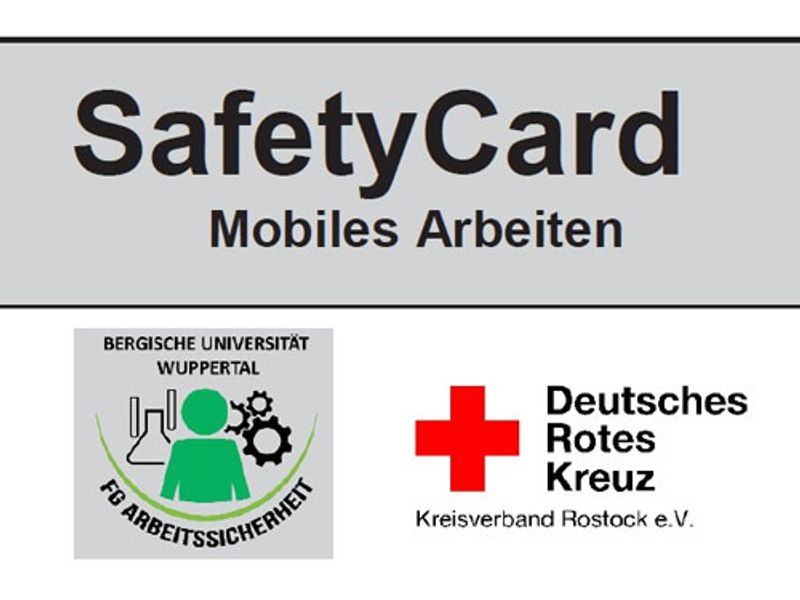 SafetyCard
Mobiles Arbeiten
BERGISCHE UNIVERSITÄT
WUPPERTAL
FG ARBEITSSICHERHEIT
Deutsches
Rotes
Kreuz
Kreisverband Rostock e.V.